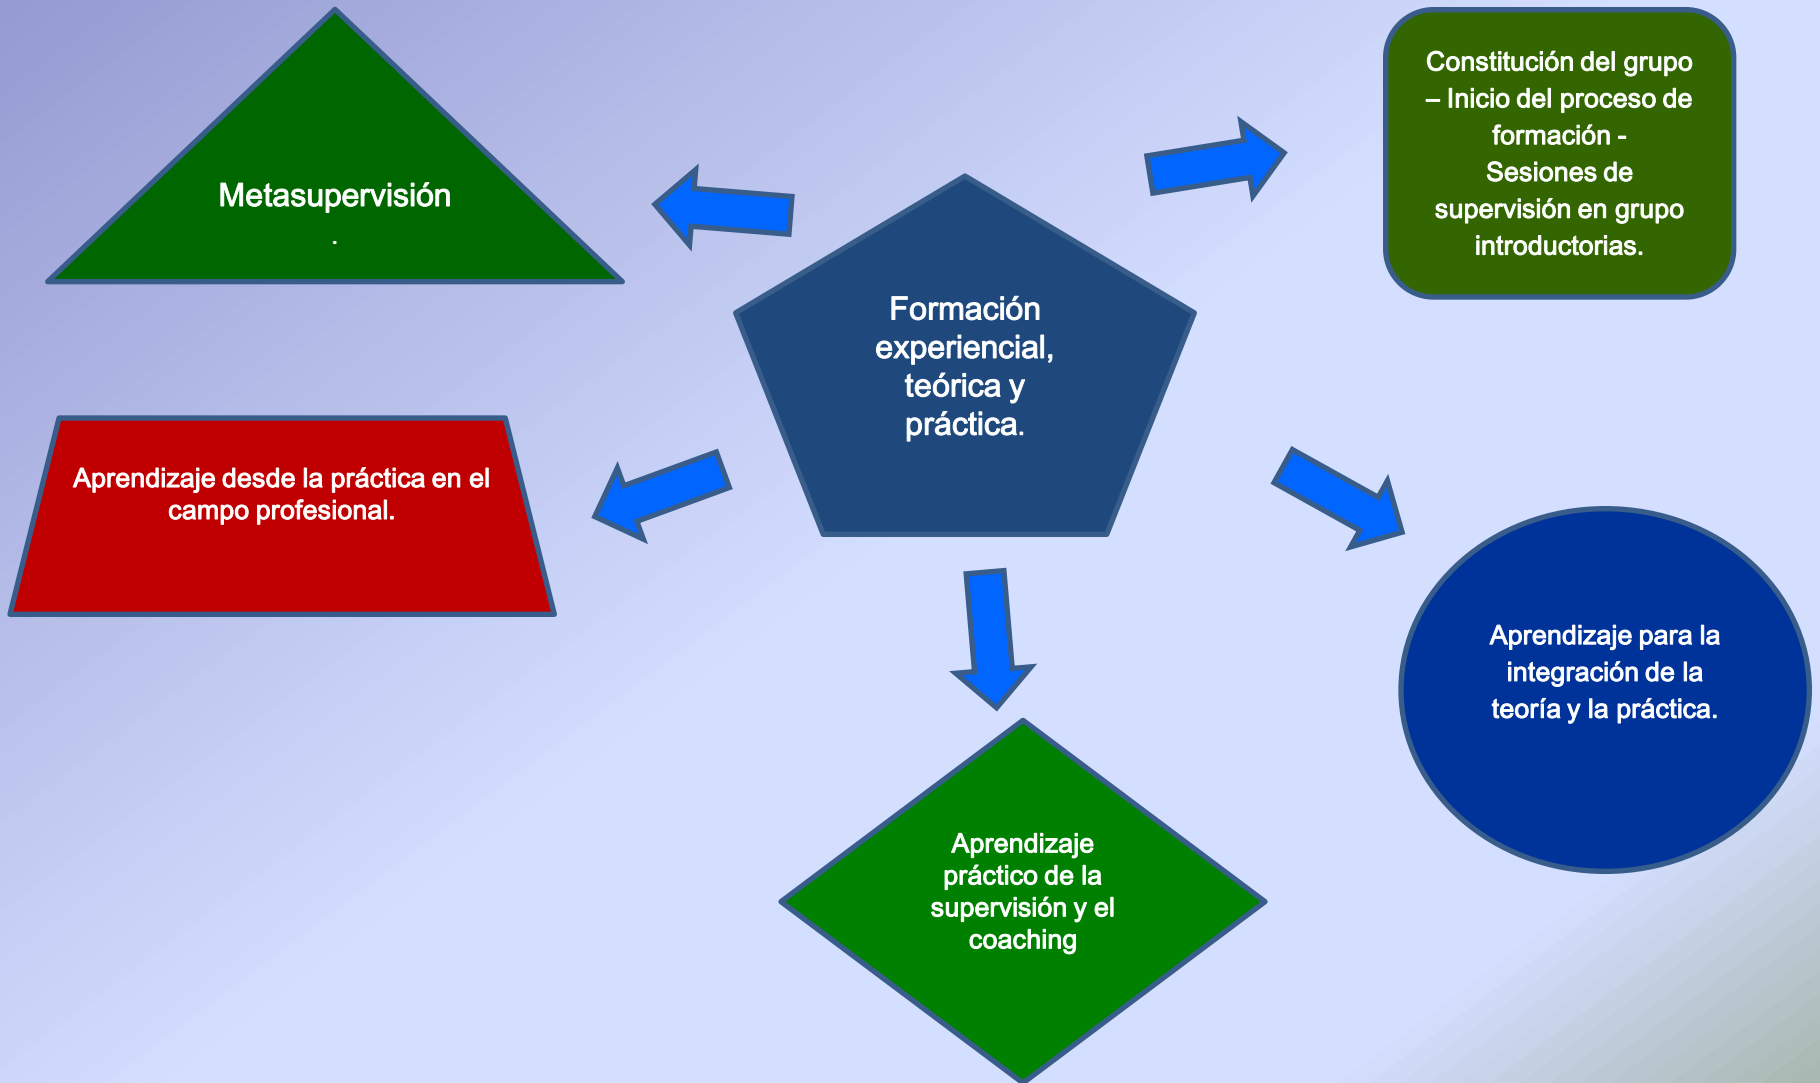 Metasupervisión
.
Constitución del grupo
– Inicio del proceso de
formación -
Sesiones de
supervisión en grupo
introductorias.
Formación
experiencial,
teórica y
práctica.
Aprendizaje desde la práctica en el
campo profesional.
Aprendizaje para la
integración de la
teoría y la práctica.
Aprendizaje
práctico de la
supervisión y el
coaching